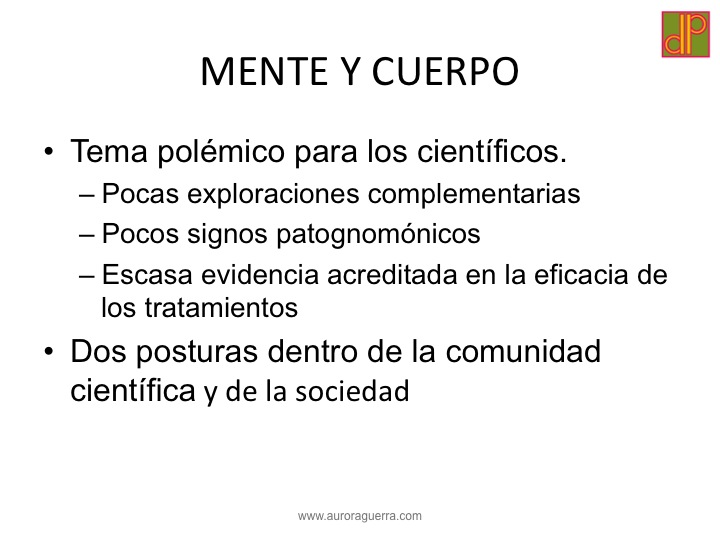 dp
MENTE Y CUERPO
• Tema polémico para los científicos.
– Pocas exploraciones complementarias
– Pocos signos patognomónicos
– Escasa evidencia acreditada en la eficacia de
los tratamientos
• Dos posturas dentro de la comunidad
científica y de la sociedad
www.auroraguerra.com